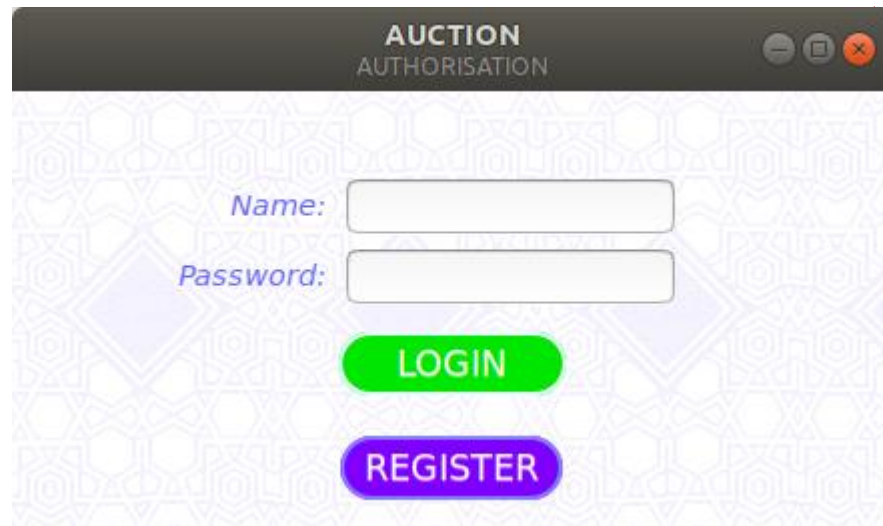 AUCTION
AUTHORISATION
Name:
Password:
LOGIN
REGISTER